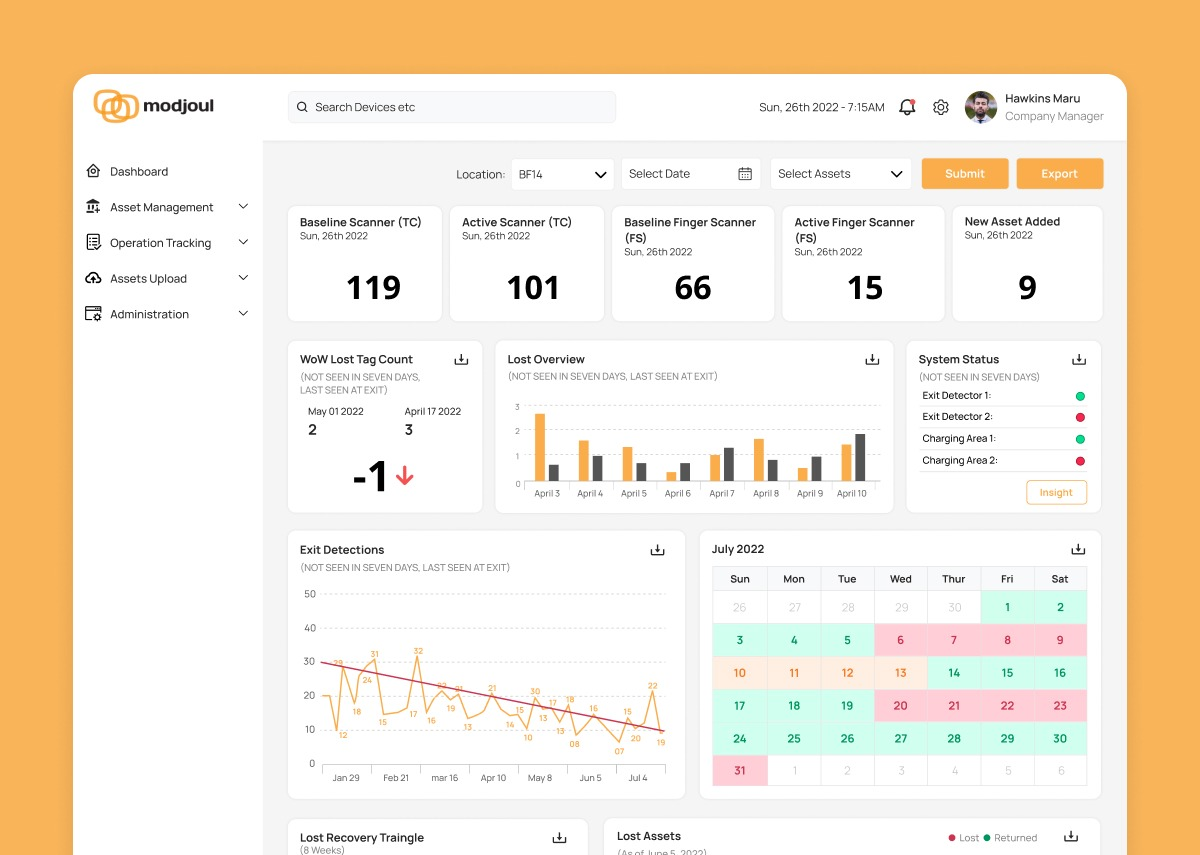 modjoul
Search Devices etc
Sun, 26th 2022 - 7:15AM
Hawkins Maru
Company Manager
Dashboard
Asset Management
Operation Tracking
Assets Upload
Administration
Location:
BF14
Select Date
Select Assets
Submit
Export
Baseline Scanner (TC)
Sun, 26th 2022
119
Active Scanner (TC)
Sun, 26th 2022
101
Baseline Finger Scanner
(FS)
Sun, 26th 2022
66
Active Finger Scanner
(FS)
Sun, 26th 2022
15
New Asset Added
Sun, 26th 2022
9
WoW Lost Tag Count
(NOT SEEN IN SEVEN DAYS,
LAST SEEN AT EXIT)
May 01 2022 April 17 2022
2 3
-1
Lost Overview
(NOT SEEN IN SEVEN DAYS, LAST SEEN AT EXIT)
3
2
1
0
April 3 April 4 April 5 April 6 April 7 April 8 April 9 April 10
System Status
(NOT SEEN IN SEVEN DAYS)
Exit Detector 1:
Exit Detector 2:
Charging Area 1:
Charging Area 2:
Insight
Exit Detections
(NOT SEEN IN SEVEN DAYS, LAST SEEN AT EXIT)
50
40
30
20
10
0
12 29 18 24 31 15 17 32 16 22 19 21 13 21 14 15 10 30 13 17 13 18 08 16 07 15 20 22 19
Jan 29 Feb 21 mar 16 Apr 10 May 8 Jun 5 Jul 4
July 2022
Sun Mon Tue Wed Thur Fri Sat
26 27 28 29 30 1 2
3 4 5 6 7 8 9
10 11 12 13 14 15 16
17 18 19 20 21 22 23
24 25 26 27 28 29 30
31 1 2 3 4 5 6
Lost Recovery Traingle
(8 Weeks)
Lost Assets
(As of June 5, 2022)
Lost Returned